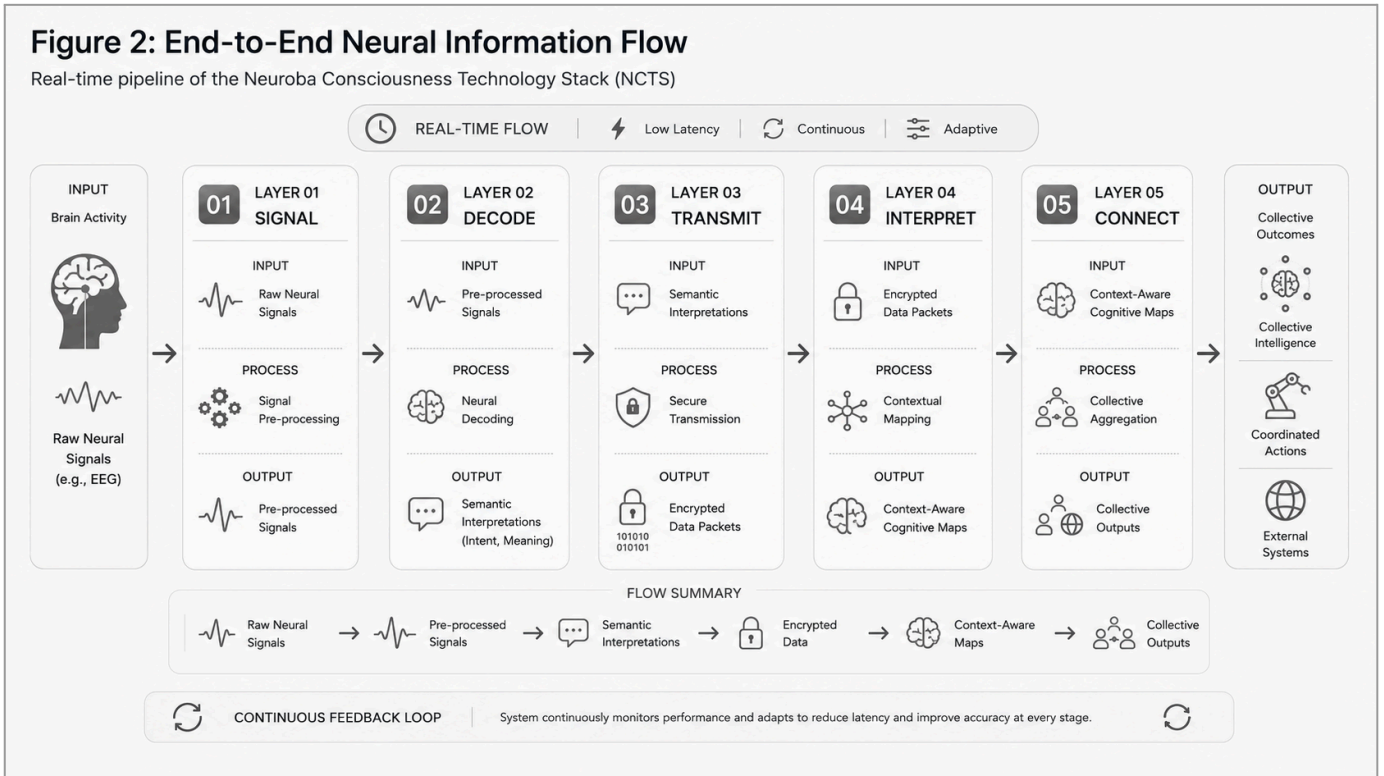 Figure 2: End-to-End Neural Information Flow
Real-time pipeline of the Neuroba Consciousness Technology Stack (NCTS)
REAL-TIME FLOW
Low Latency
Continuous
Adaptive
INPUT
Brain Activity
Raw Neural
Signals
(e.g., EEG)
01
LAYER 01
SIGNAL
INPUT
Raw Neural
Signals
PROCESS
Signal
Pre-processing
OUTPUT
Pre-processed
Signals
02
LAYER 02
DECODE
INPUT
Pre-processed
Signals
PROCESS
Neural
Decoding
OUTPUT
Semantic
Interpretations
(Intent, Meaning)
03
LAYER 03
TRANSMIT
INPUT
Semantic
Interpretations
PROCESS
Secure
Transmission
OUTPUT
Encrypted
Data Packets
101010
010101
04
LAYER 04
INTERPRET
INPUT
Encrypted
Data Packets
PROCESS
Contextual
Mapping
OUTPUT
Context-Aware
Cognitive Maps
05
LAYER 05
CONNECT
INPUT
Context-Aware
Cognitive Maps
PROCESS
Collective
Aggregation
OUTPUT
Collective
Outputs
OUTPUT
Collective
Outcomes
Collective
Intelligence
Coordinated
Actions
External
Systems
FLOW SUMMARY
Raw Neural
Signals
Pre-processed
Signals
Semantic
Interpretations
Encrypted
Data
Context-Aware
Maps
Collective
Outputs
CONTINUOUS FEEDBACK LOOP
System continuously monitors performance and adapts to reduce latency and improve accuracy at every stage.